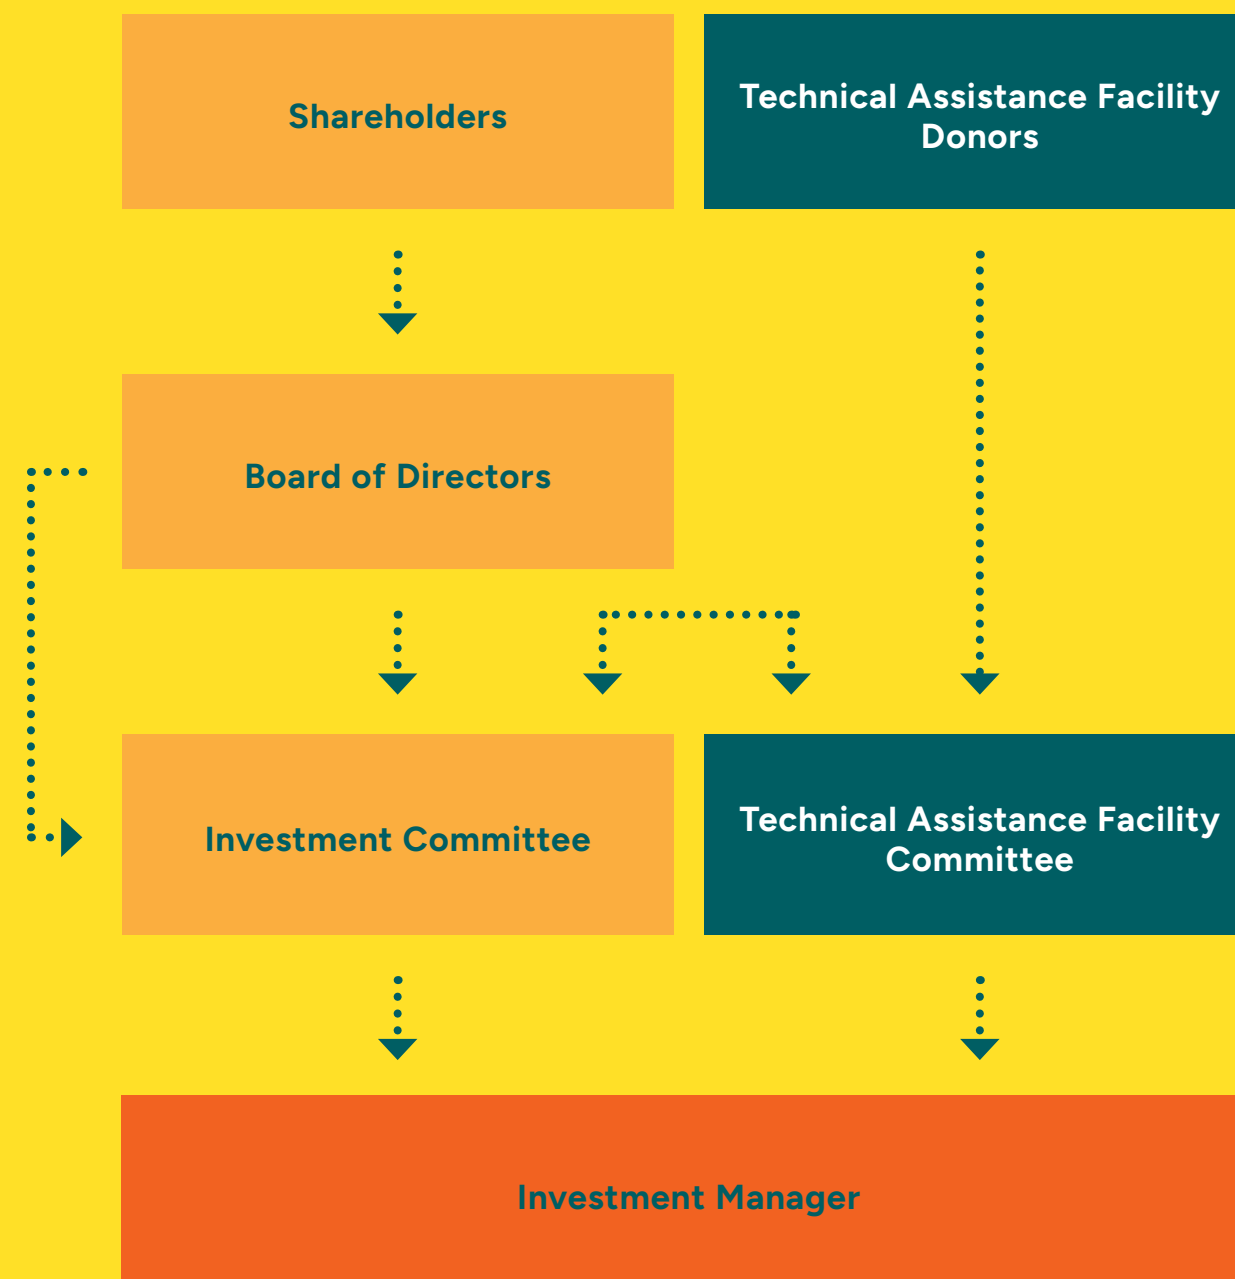 Shareholders
Technical Assistance Facility
Donors
Board of Directors
Investment Committee
Technical Assistance Facility
Committee
Investment Manager